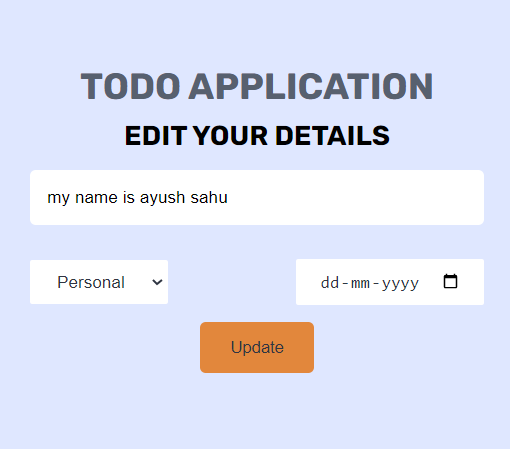 TODO APPLICATION
EDIT YOUR DETAILS
my name is ayush sahu
Personal dd-mm-yyyy
Update